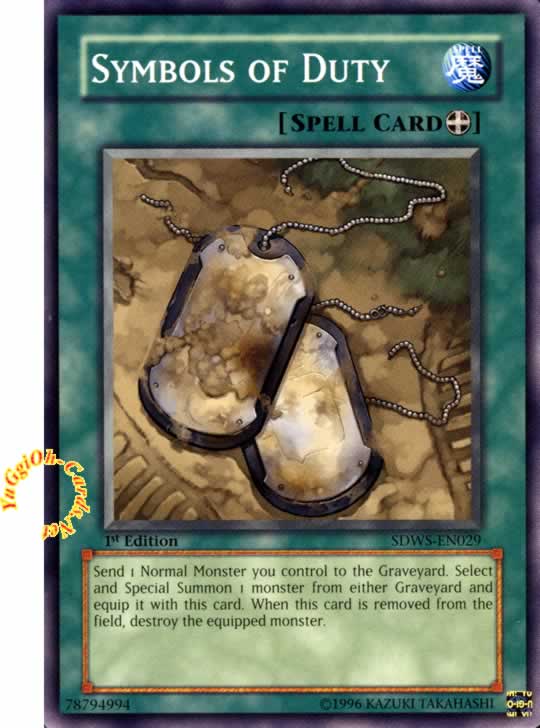 SYMBOLS OF DUTY
SPELL
魔
[SPELL CARD]
YuGgiOh-Cards.Net
1st Edition
SDWS-EN029
Send 1 Normal Monster you control to the Graveyard. Select
and Special Summon 1 monster from either Graveyard and
equip it with this card. When this card is removed from the
field, destroy the equipped monster.
78794994
©1996 KAZUKI TAKAHASHI